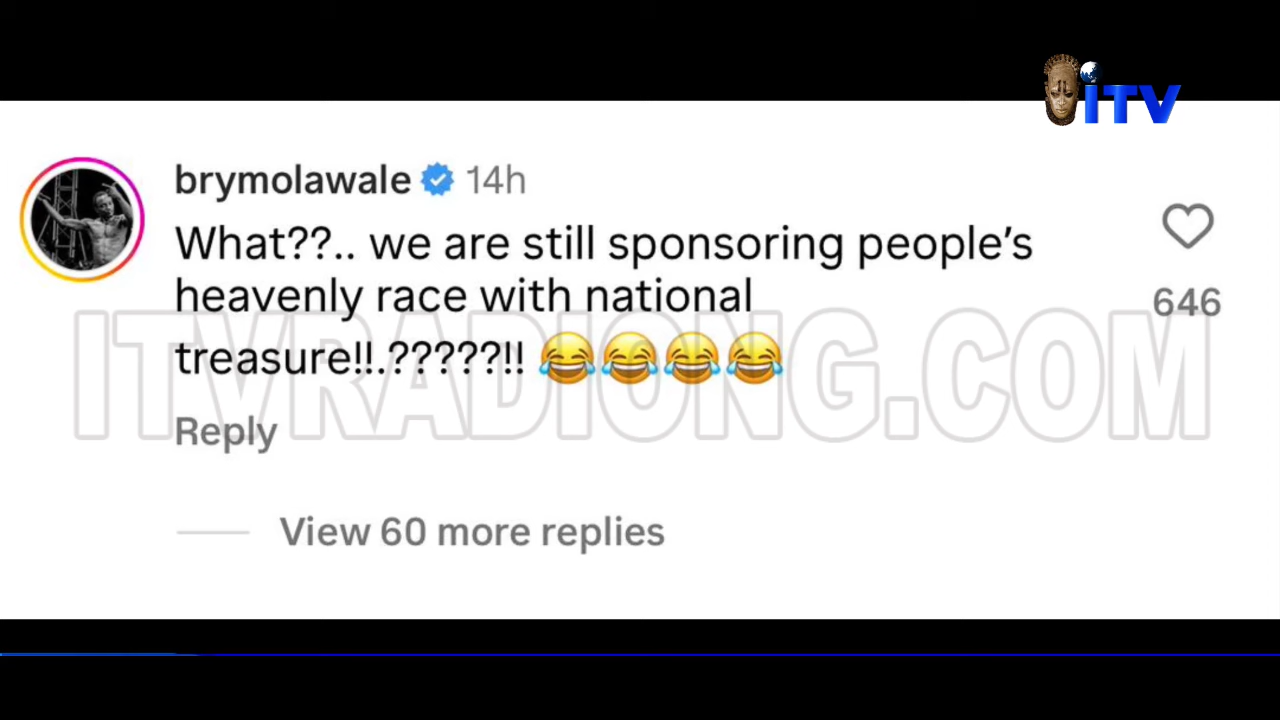 iTV
brymolawale 14h
What??.. we are still sponsoring people’s
heavenly race with national
treasure!!.?????!! 😂😂😂😂
646
ITVRADIONG.COM
Reply
View 60 more replies